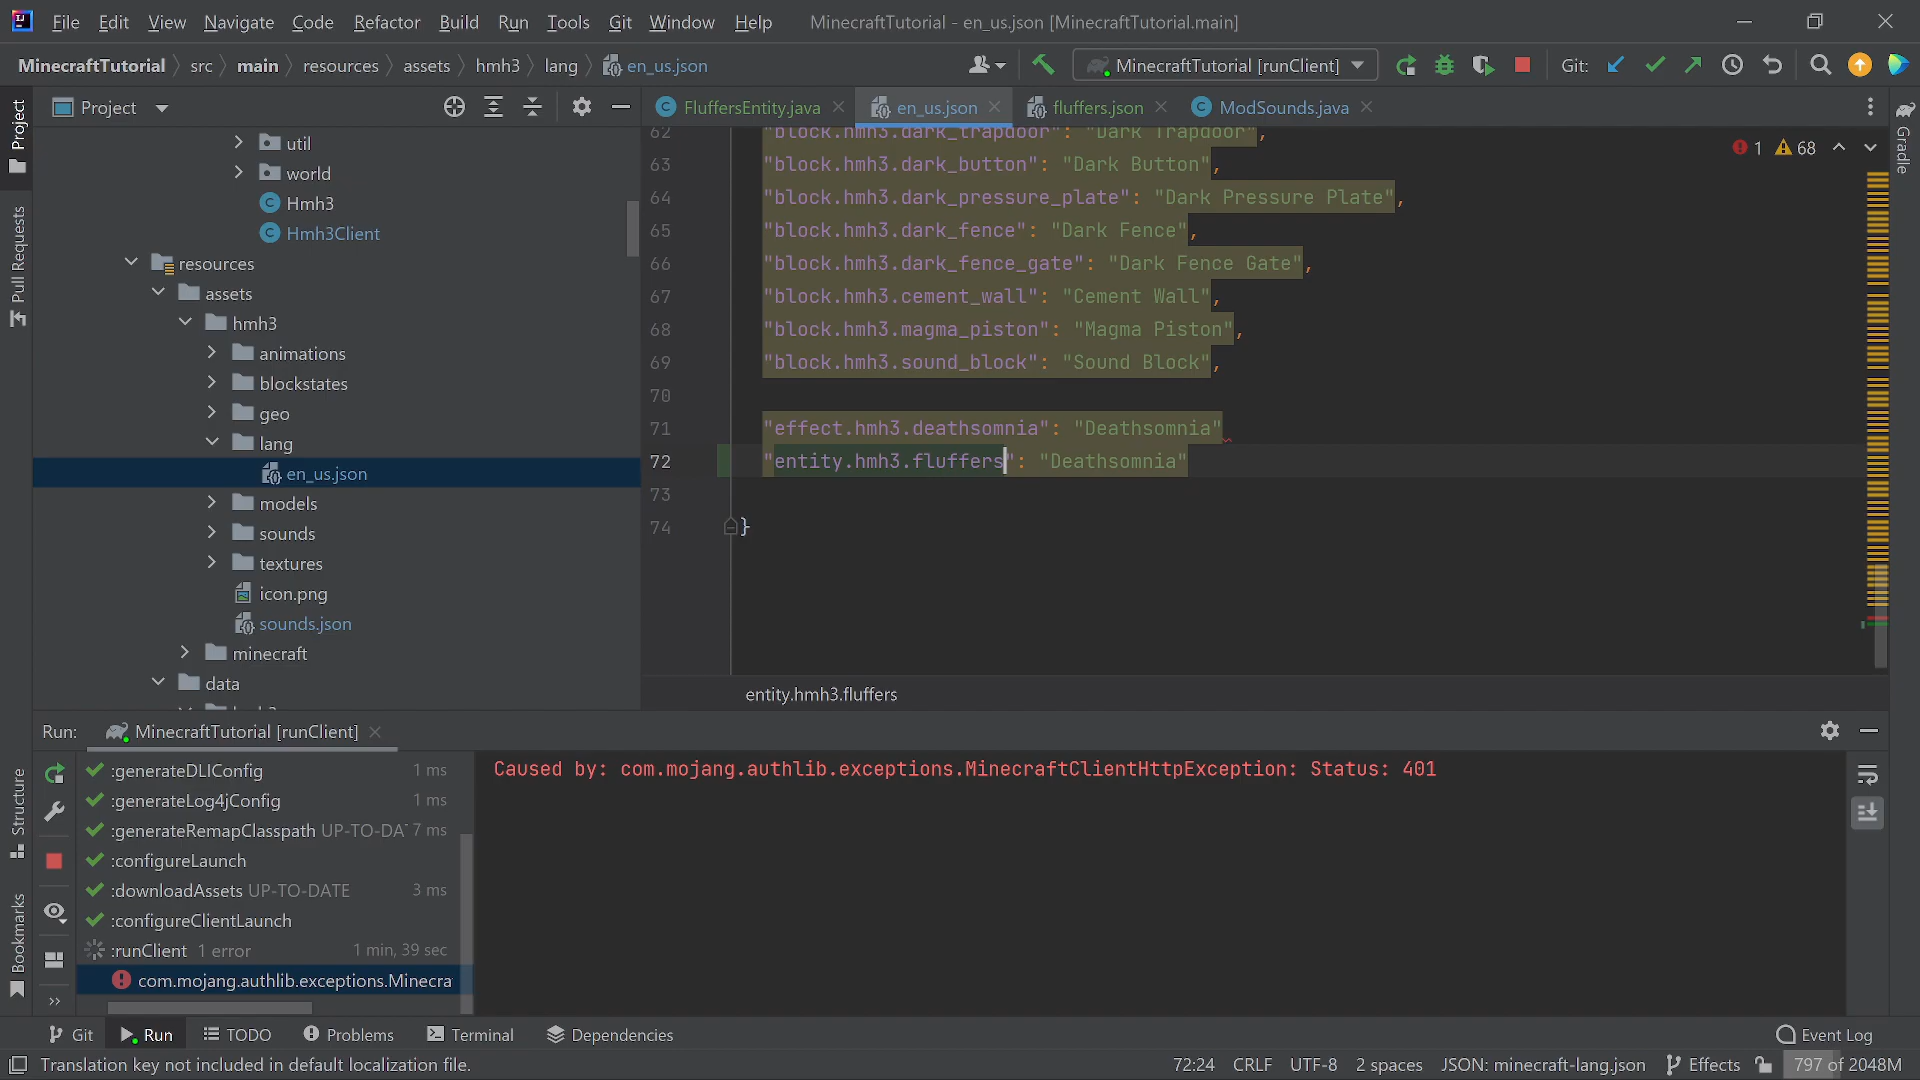 File Edit View Navigate Code Refactor Build Run Tools Git Window Help MinecraftTutorial - en_us.json [MinecraftTutorial.main]
MinecraftTutorial src main resources assets hmh3 lang en_us.json MinecraftTutorial [runClient] Git:
Project FluffersEntity.java en_us.json fluffers.json ModSounds.java
1 68
util
world
Hmh3
Hmh3Client
resources
assets
hmh3
animations
blockstates
geo
lang
en_us.json
models
sounds
textures
icon.png
sounds.json
minecraft
data
62 "block.hmh3.dark_trapdoor": "Dark Trapdoor",
63 "block.hmh3.dark_button": "Dark Button",
64 "block.hmh3.dark_pressure_plate": "Dark Pressure Plate",
65 "block.hmh3.dark_fence": "Dark Fence",
66 "block.hmh3.dark_fence_gate": "Dark Fence Gate",
67 "block.hmh3.cement_wall": "Cement Wall",
68 "block.hmh3.magma_piston": "Magma Piston",
69 "block.hmh3.sound_block": "Sound Block",
70
71 "effect.hmh3.deathsomnia": "Deathsomnia"
72 "entity.hmh3.fluffers": "Deathsomnia"
73
74 }
entity.hmh3.fluffers
Project
Pull Requests
Structure
Bookmarks
Gradle
Run: MinecraftTutorial [runClient]
:generateDLIConfig 1 ms
:generateLog4jConfig 1 ms
:generateRemapClasspath UP-TO-DAT 7 ms
:configureLaunch
:downloadAssets UP-TO-DATE 3 ms
:configureClientLaunch
:runClient 1 error 1 min, 39 sec
com.mojang.authlib.exceptions.Minecra
Caused by: com.mojang.authlib.exceptions.MinecraftClientHttpException: Status: 401
Git Run TODO Problems Terminal Dependencies Event Log
Translation key not included in default localization file. 72:24 CRLF UTF-8 2 spaces JSON: minecraft-lang.json Effects 797 of 2048M